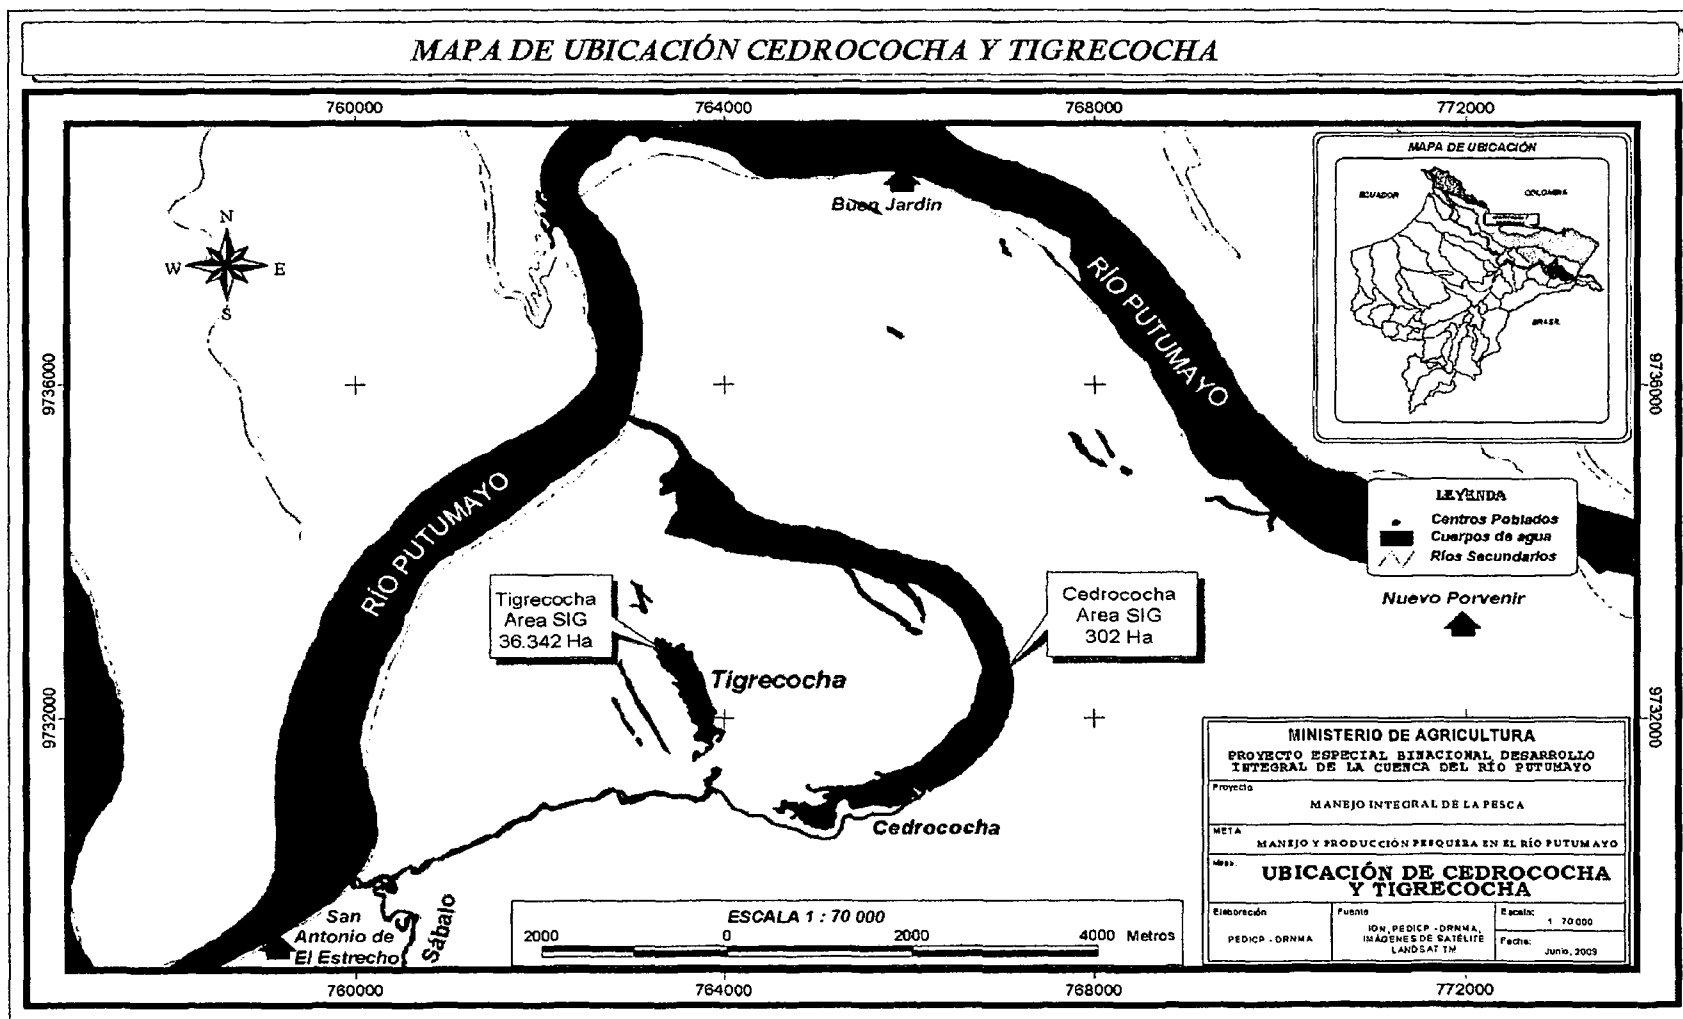 MAPA DE UBICACIÓN CEDROCOCHA Y TIGRECOCHA
760000 764000 768000 772000
MAPA DE UBICACIÓN
ECUADOR COLOMBIA
BRASIL
Buen Jardín
N
W E
S
RÍO PUTUMAYO
RÍO PUTUMAYO
9736000 9736000
LEYENDA
Centros Poblados
Cuerpos de agua
Ríos Secundarios
Nuevo Porvenir
Tigrecocha
Area SIG
36.342 Ha
Cedrococha
Area SIG
302 Ha
Tigrecocha
9732000 9732000
Cedrococha
San
Antonio de
El Estrecho
Sábalo
ESCALA 1 : 70 000
2000 0 2000 4000 Metros
MINISTERIO DE AGRICULTURA
PROYECTO ESPECIAL BINACIONAL DESARROLLO
INTEGRAL DE LA CUENCA DEL RÍO PUTUMAYO
Proyecto
MANEJO INTEGRAL DE LA PESCA
META
MANEJO Y PRODUCCIÓN PESQUERA EN EL RÍO PUTUMAYO
Mapa:
UBICACIÓN DE CEDROCOCHA
Y TIGRECOCHA
Elaboración
PEDICP - DRNMA
Fuente
IGN, PEDICP - DRNMA,
IMÁGENES DE SATÉLITE
LANDSAT TM
Escala:
1 70 000
Fecha:
Junio, 2009
760000 764000 768000 772000